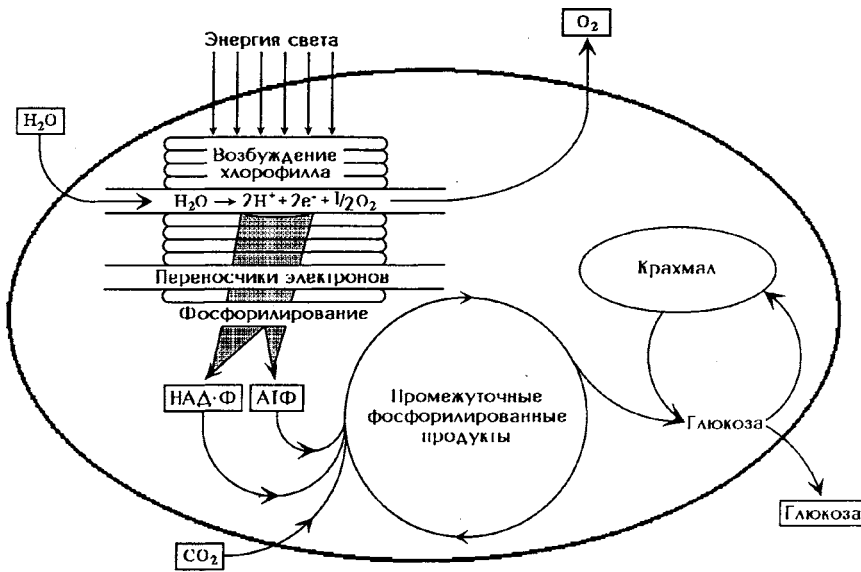 Энергия света
O₂
H₂O
Возбуждение
хлорофилла
H₂O → 2H⁺ + 2e⁻ + 1/2O₂
Переносчики электронов
Фосфорилирование
НАД·Ф
АТФ
CO₂
Промежуточные
фосфорилированные
продукты
Крахмал
Глюкоза
Глюкоза